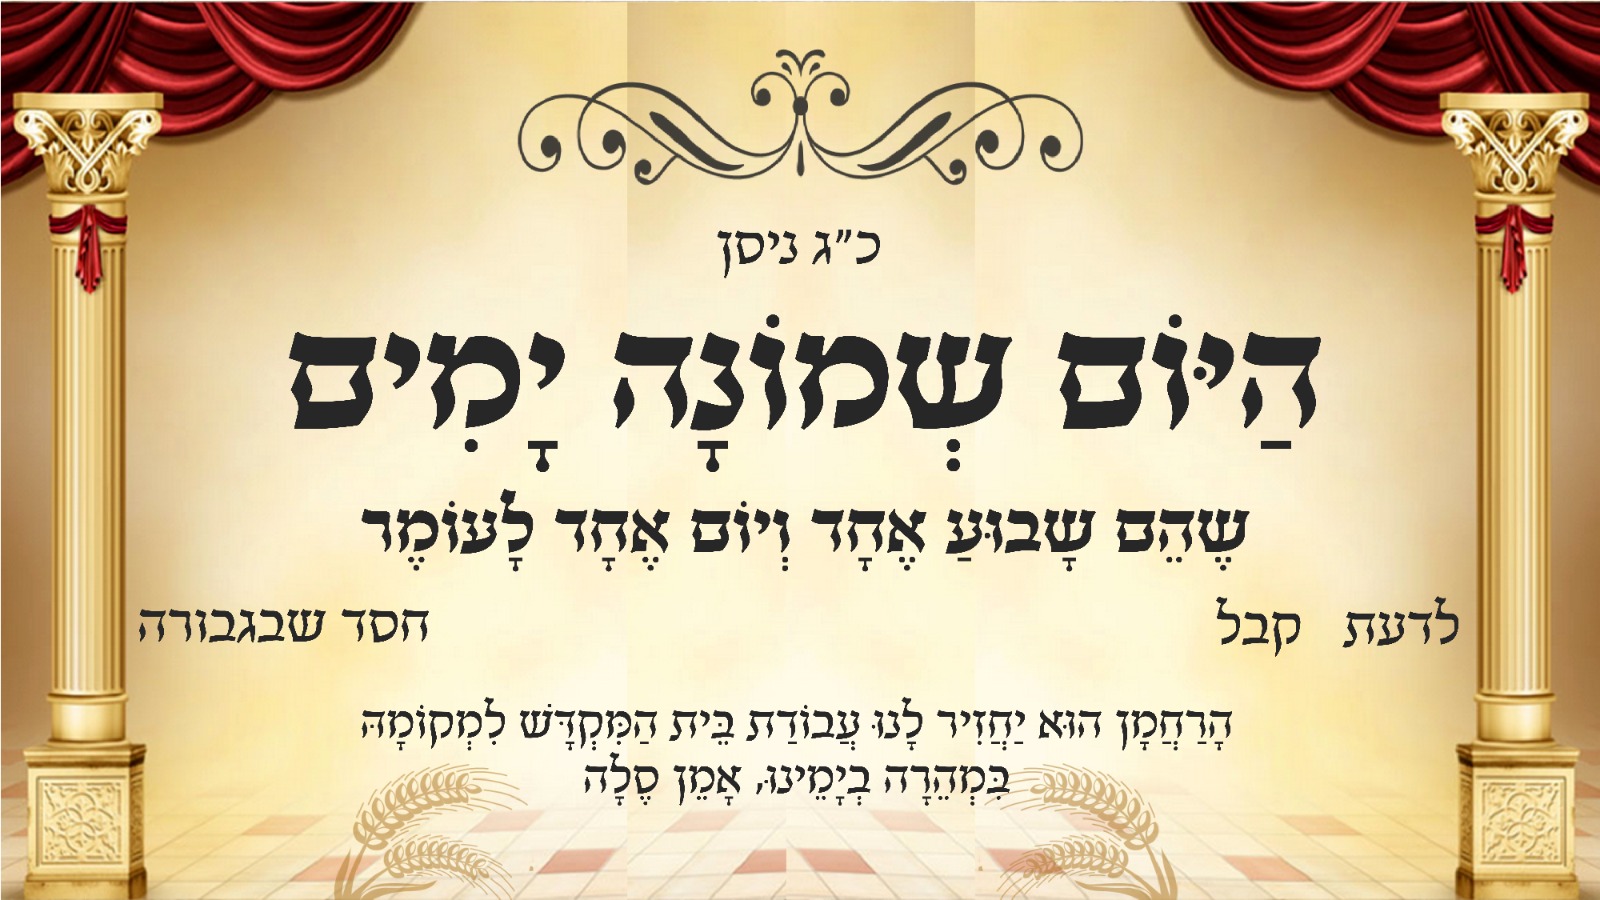 כ״ג ניסן
הַיּוֹם שְׁמוֹנָה יָמִים
שֶׁהֵם שָׁבוּעַ אֶחָד וְיוֹם אֶחָד לָעוֹמֶר
לדעת קבל חסד שבגבורה
הָרַחֲמָן הוּא יַחֲזִיר לָנוּ עֲבוֹדַת בֵּית הַמִּקְדָּשׁ לִמְקוֹמָהּ
בִּמְהֵרָה בְיָמֵינוּ, אָמֵן סֶלָה